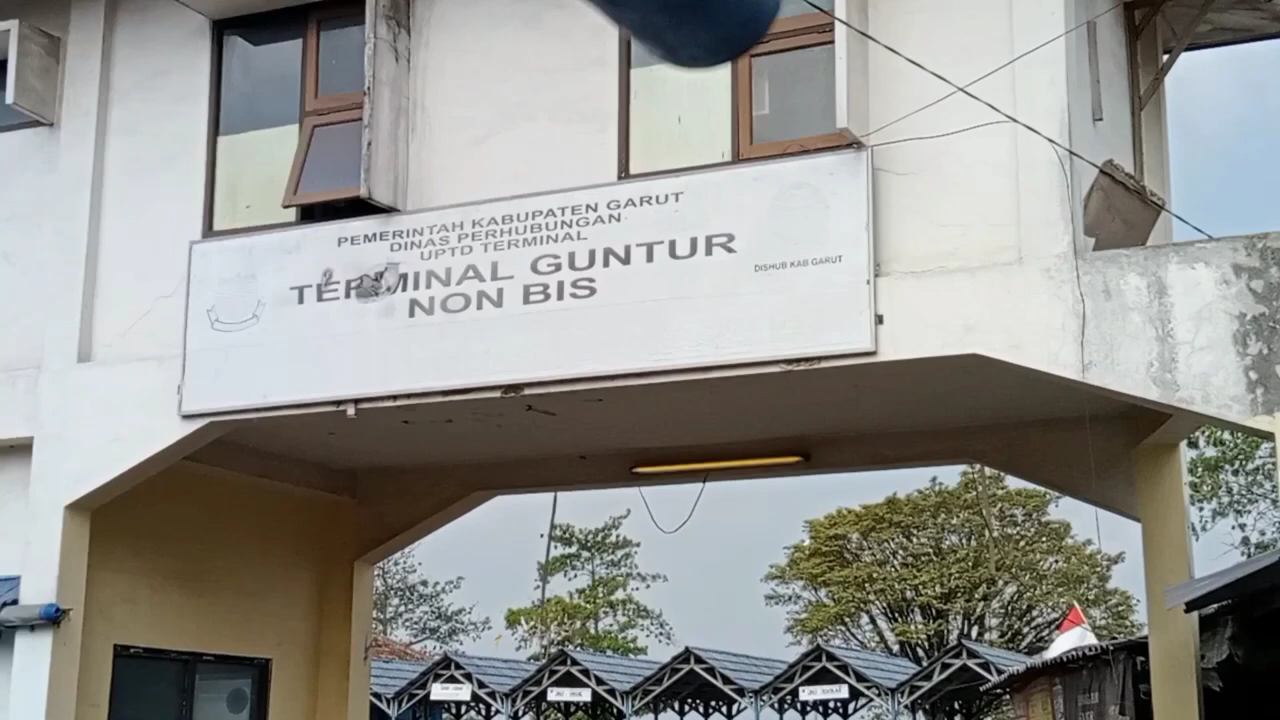 PEMERINTAH KABUPATEN GARUT
DINAS PERHUBUNGAN
UPTD TERMINAL
TERMINAL GUNTUR
NON BIS
DISHUB KAB GARUT